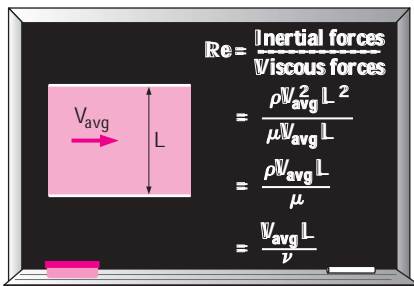 Re = Inertial forces / Viscous forces
= ρV²avg L² / μVavg L
= ρVavg L / μ
= Vavg L / ν
Vavg
L